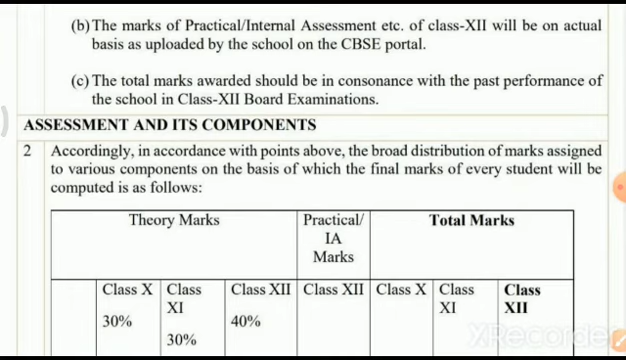 (b) The marks of Practical/Internal Assessment etc. of class-XII will be on actual
basis as uploaded by the school on the CBSE portal.
(c) The total marks awarded should be in consonance with the past performance of
the school in Class-XII Board Examinations.
ASSESSMENT AND ITS COMPONENTS
2 Accordingly, in accordance with points above, the broad distribution of marks assigned
to various components on the basis of which the final marks of every student will be
computed is as follows:
Theory Marks Practical/ Total Marks
IA
Marks
Class X Class Class XII Class XII Class X Class Class
XI XI XII
30% 40%
30%
XRecorder